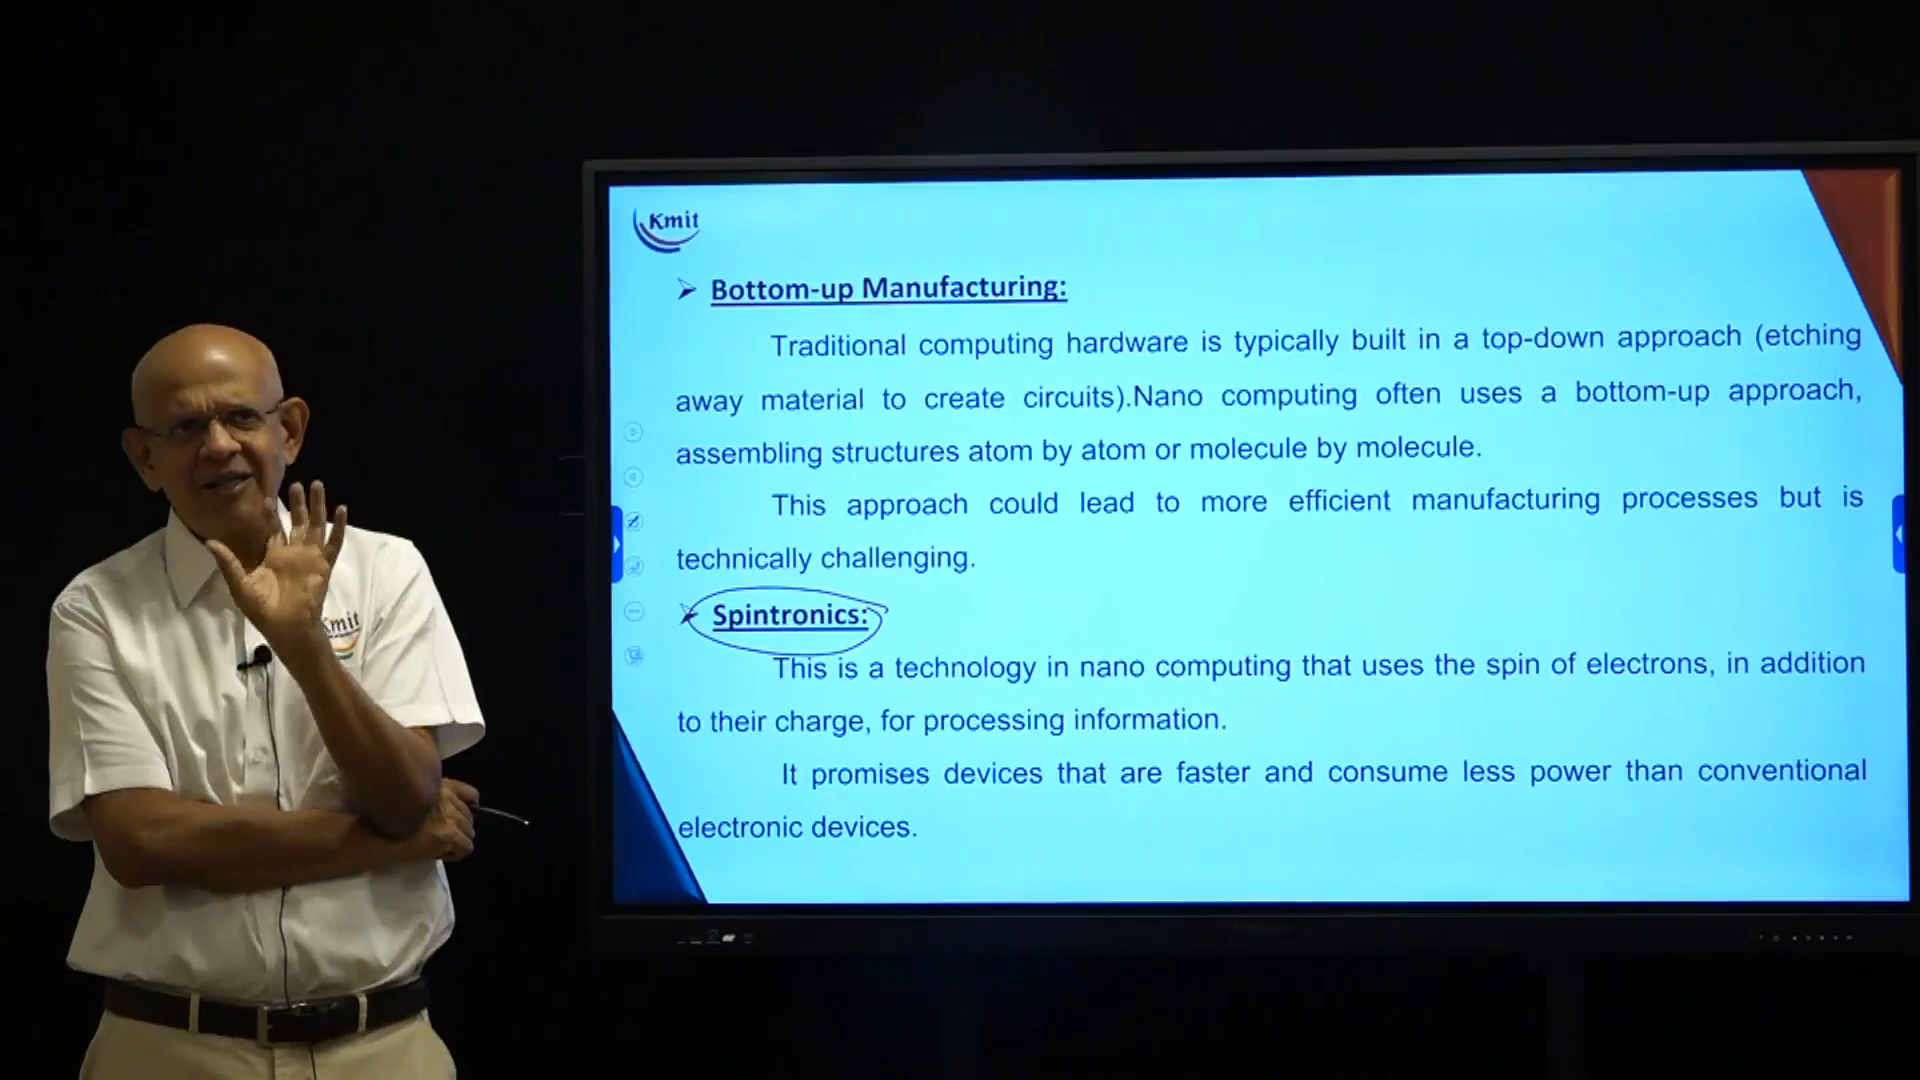 Kmit
Bottom-up Manufacturing:
Traditional computing hardware is typically built in a top-down approach (etching
away material to create circuits).Nano computing often uses a bottom-up approach,
assembling structures atom by atom or molecule by molecule.
This approach could lead to more efficient manufacturing processes but is
technically challenging.
Spintronics:
This is a technology in nano computing that uses the spin of electrons, in addition
to their charge, for processing information.
It promises devices that are faster and consume less power than conventional
electronic devices.
Kmit